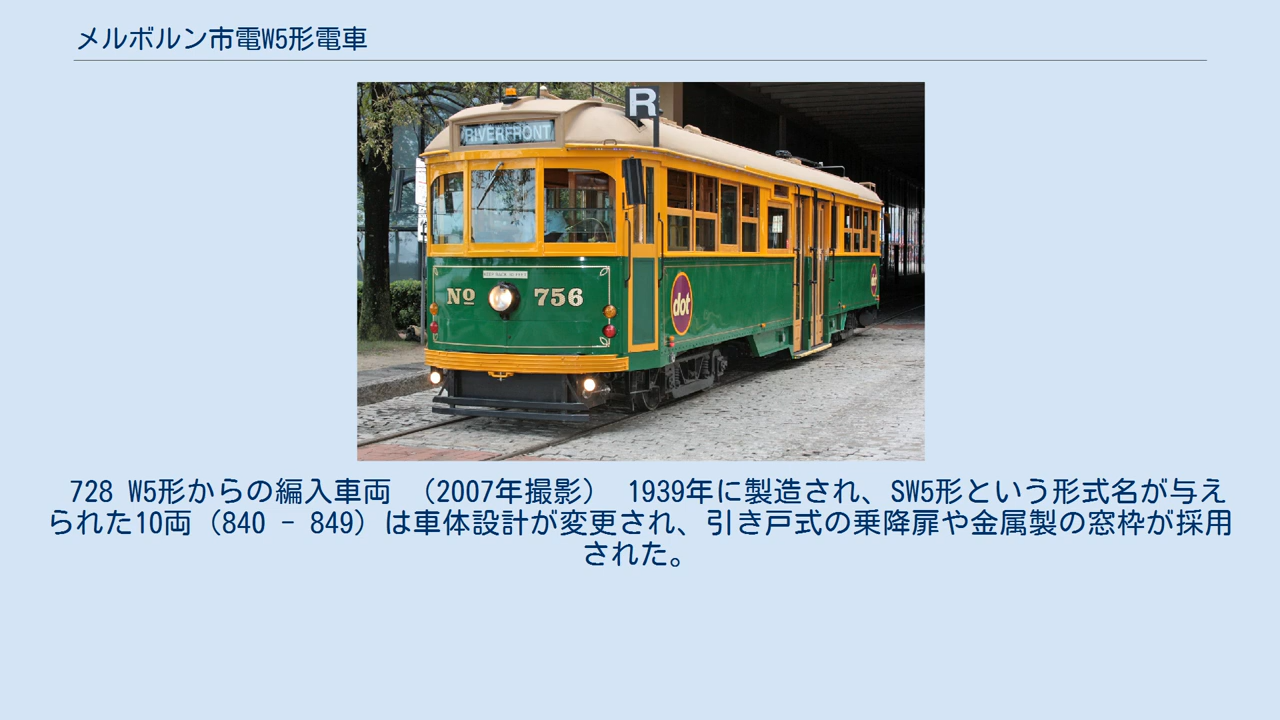 メルボルン市電W5形電車
R
RIVERFRONT
No 756
dot
728 W5形からの編入車両 （2007年撮影） 1939年に製造され、SW5形という形式名が与え
られた10両（840 - 849）は車体設計が変更され、引き戸式の乗降扉や金属製の窓枠が採用
された。